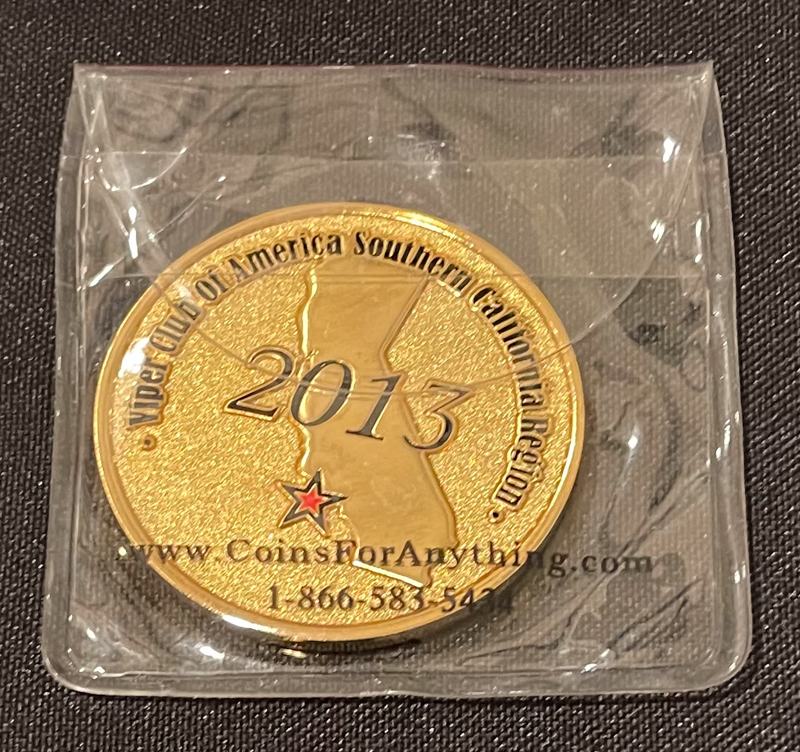 Viper Club Of America Southern California Region
2013
www.CoinsForAnything.com
1-866-583-5434